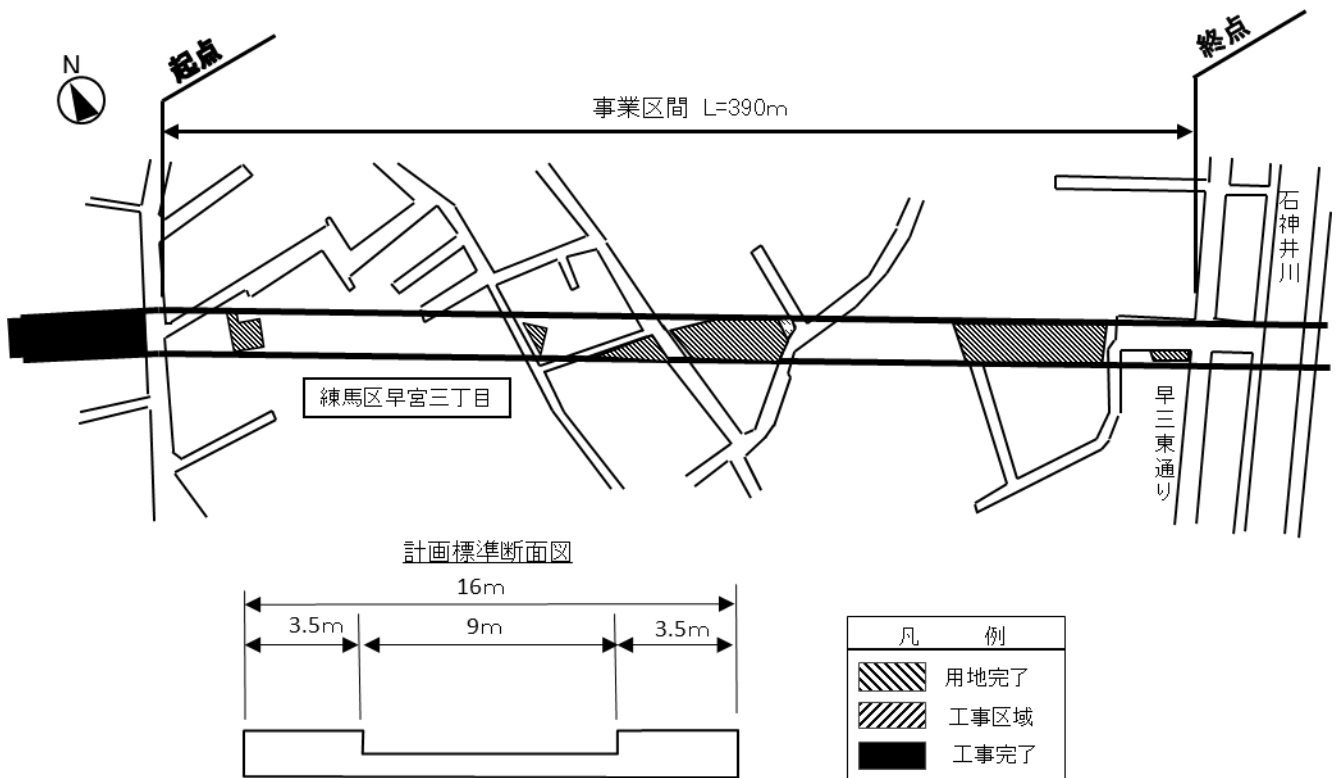 N
起点
終点
事業区間 L=390m
石神井川
練馬区早宮三丁目
早三東通り
計画標準断面図
16m
3.5m
9m
3.5m
凡 例
用地完了
工事区域
工事完了